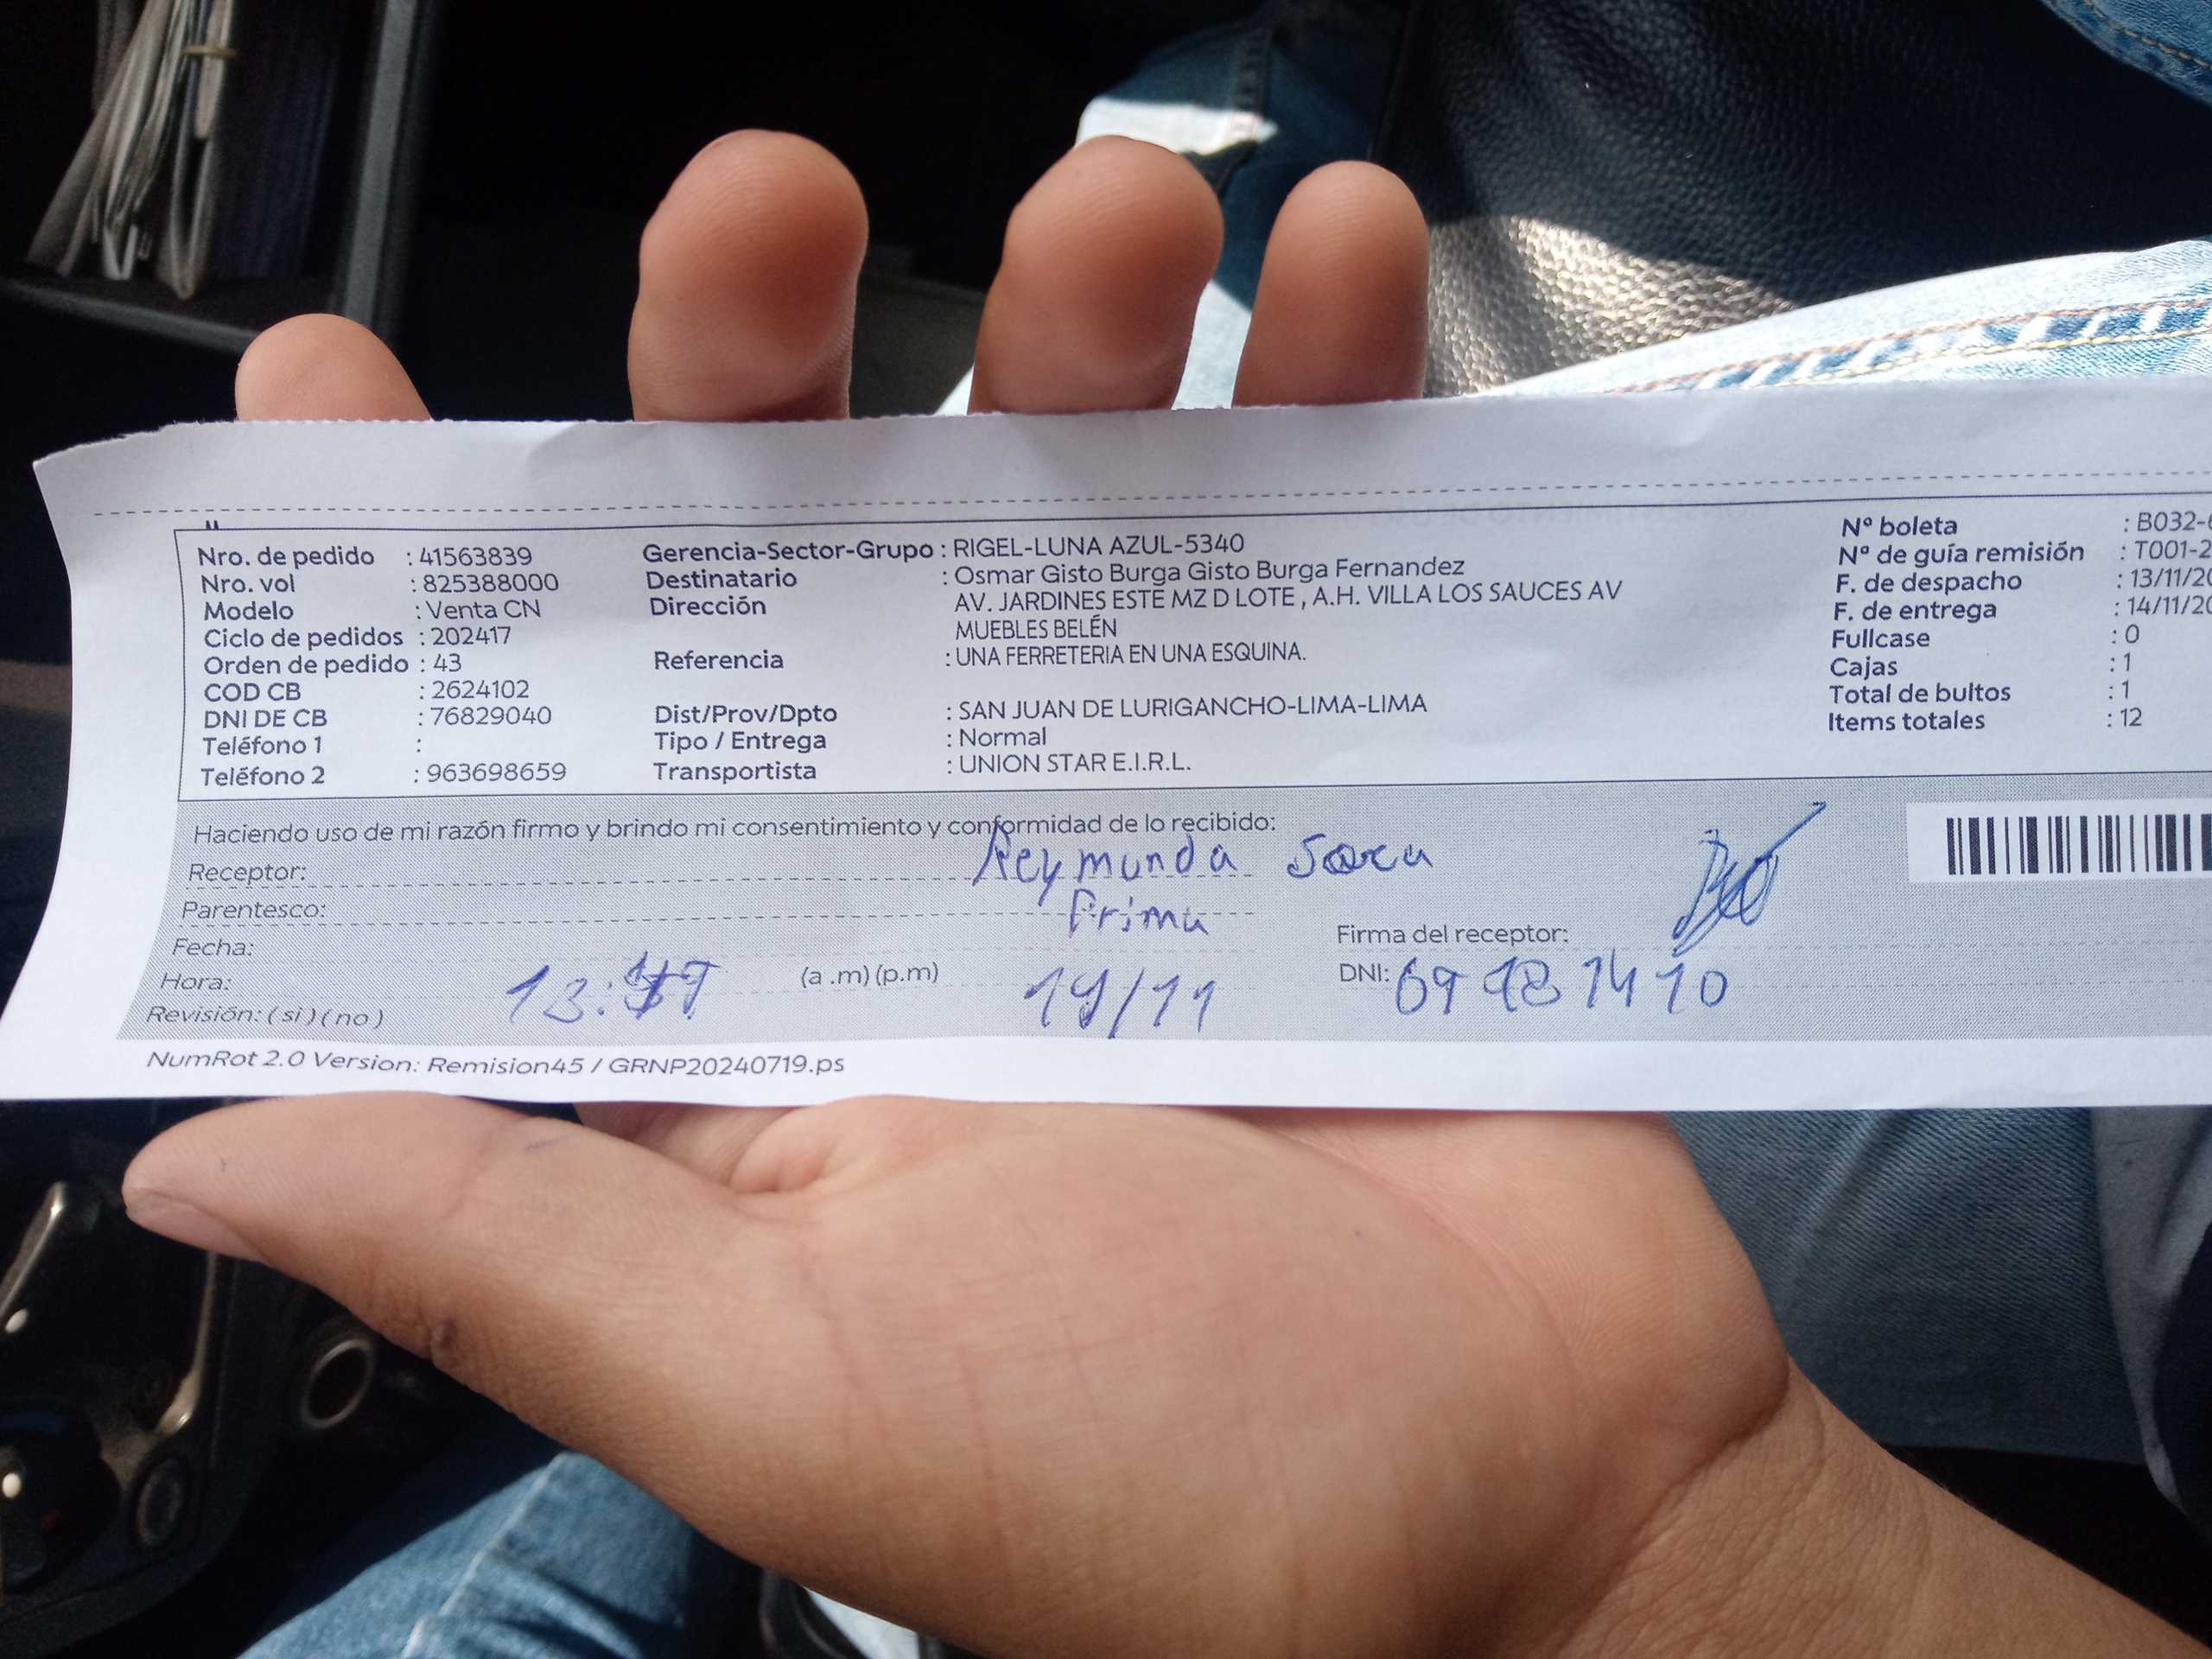 Nro. de pedido : 41563839
Nro. vol : 825388000
Modelo : Venta CN
Ciclo de pedidos : 202417
Orden de pedido : 43
COD CB : 2624102
DNI DE CB : 76829040
Teléfono 1 :
Teléfono 2 : 963698659
Gerencia-Sector-Grupo : RIGEL-LUNA AZUL-5340
Destinatario : Osmar Gisto Burga Gisto Burga Fernandez
Dirección AV. JARDINES ESTE MZ D LOTE , A.H. VILLA LOS SAUCES AV
MUEBLES BELÉN
Referencia : UNA FERRETERIA EN UNA ESQUINA.
Dist/Prov/Dpto : SAN JUAN DE LURIGANCHO-LIMA-LIMA
Tipo / Entrega : Normal
Transportista : UNION STAR E.I.R.L.
Nº boleta : B032-
Nº de guía remisión : T001-2
F. de despacho : 13/11/20
F. de entrega : 14/11/20
Fullcase : 0
Cajas : 1
Total de bultos : 1
Items totales : 12
Haciendo uso de mi razón firmo y brindo mi consentimiento y conformidad de lo recibido:
Receptor: Reymunda
Parentesco: Prima
Fecha:
Firma del receptor:
Hora: (a .m) (p.m) 14/11
DNI:
Revisión: ( si ) ( no )
NumRot 2.0 Version: Remision45 / GRNP20240719.ps